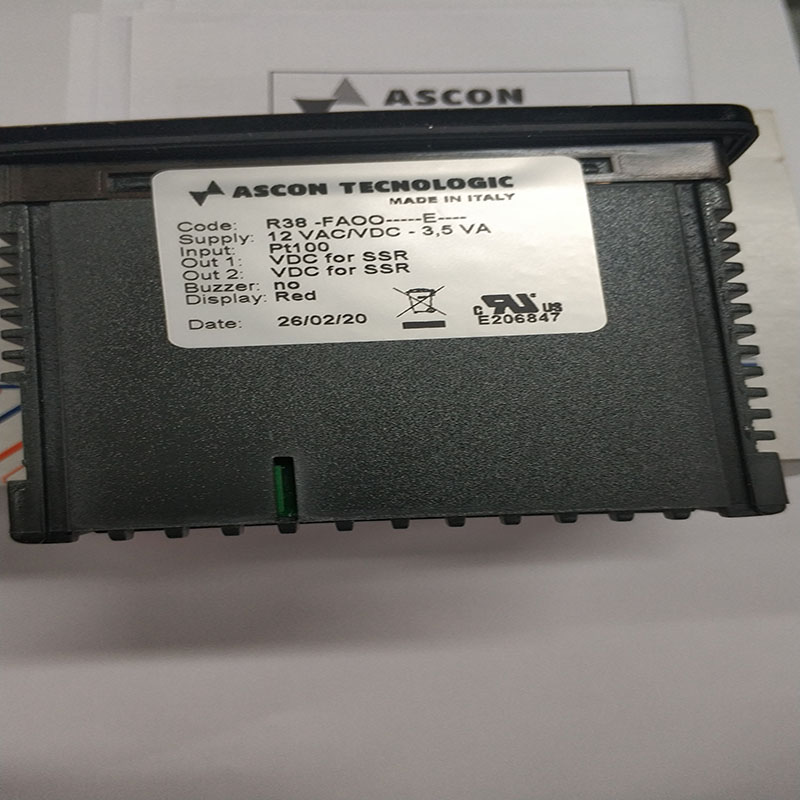 ASCON
ASCON TECNOLOGIC
MADE IN ITALY
Code: R38 -FAOO-----E----
Supply: 12 VAC/VDC - 3,5 VA
Input: Pt100
Out 1: VDC for SSR
Out 2: VDC for SSR
Buzzer: no
Display: Red
Date: 26/02/20
c RU US
E206847